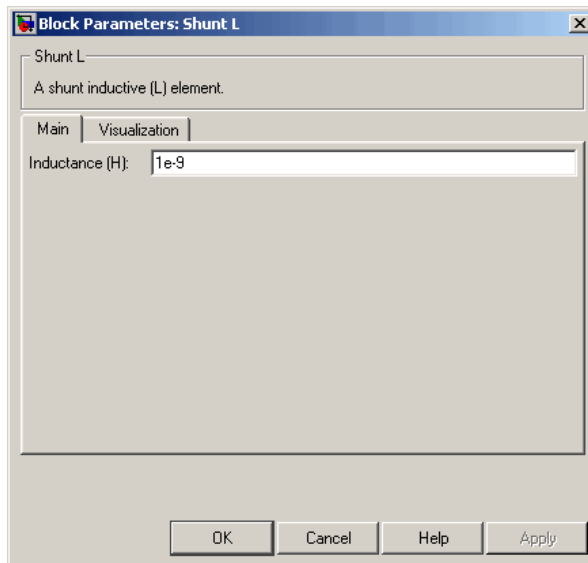 Block Parameters: Shunt L
Shunt L
A shunt inductive (L) element.
Main Visualization
Inductance (H): 1e-9
OK Cancel Help Apply